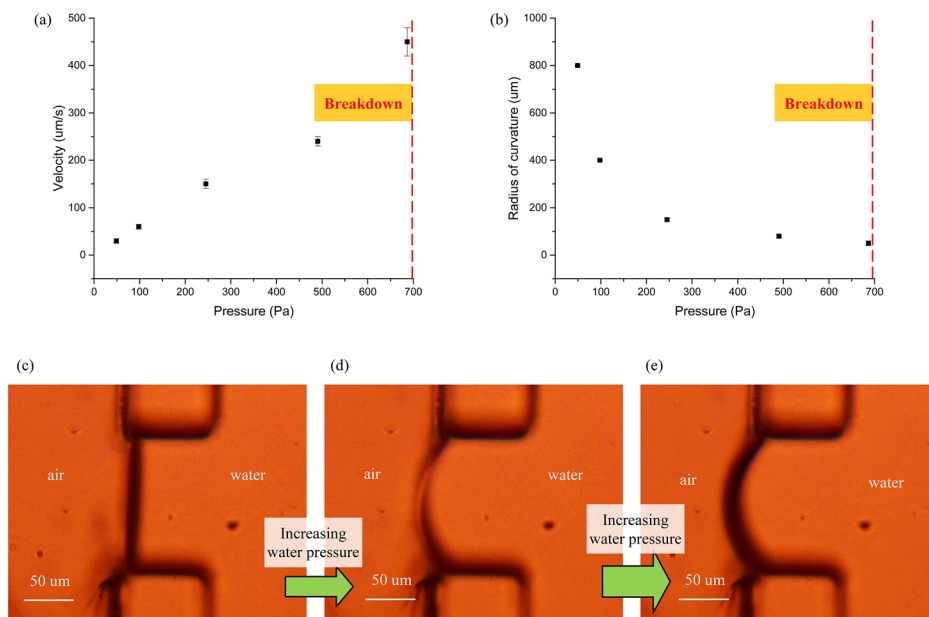 (a)
500
400
300
200
100
0
Velocity (um/s)
Breakdown
0 100 200 300 400 500 600 700
Pressure (Pa)
(b)
1000
800
600
400
200
0
Radius of curvature (um)
Breakdown
0 100 200 300 400 500 600 700
Pressure (Pa)
(c)
air
water
50 um
Increasing
water pressure
(d)
air
water
50 um
Increasing
water pressure
(e)
air
water
50 um